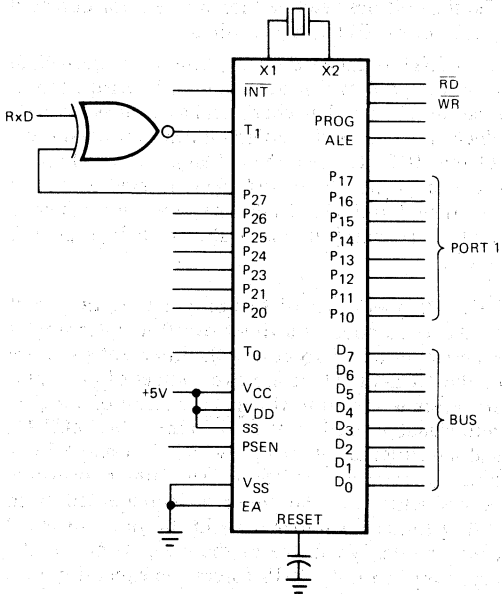 X1 X2
INT
RxD
T1
P27
P26
P25
P24
P23
P21
P20
T0
+5V
VCC
VDD
SS
PSEN
VSS
EA
RESET
RD
WR
PROG
ALE
P17
P16
P15
P14
P13
P12
P11
P10
PORT 1
D7
D6
D5
D4
D3
D2
D1
D0
BUS